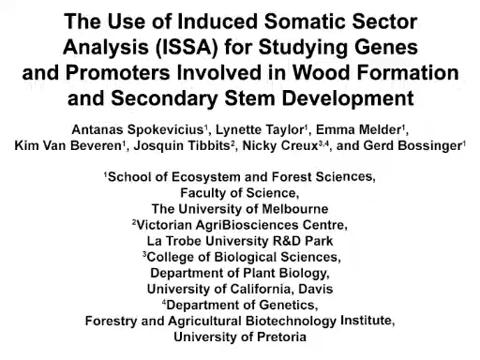 The Use of Induced Somatic Sector
Analysis (ISSA) for Studying Genes
and Promoters Involved in Wood Formation
and Secondary Stem Development
Antanas Spokevicius¹, Lynette Taylor¹, Emma Melder¹,
Kim Van Beveren¹, Josquin Tibbits², Nicky Creux³,⁴, and Gerd Bossinger¹
¹School of Ecosystem and Forest Sciences,
Faculty of Science,
The University of Melbourne
²Victorian AgriBiosciences Centre,
La Trobe University R&D Park
³College of Biological Sciences,
Department of Plant Biology,
University of California, Davis
⁴Department of Genetics,
Forestry and Agricultural Biotechnology Institute,
University of Pretoria